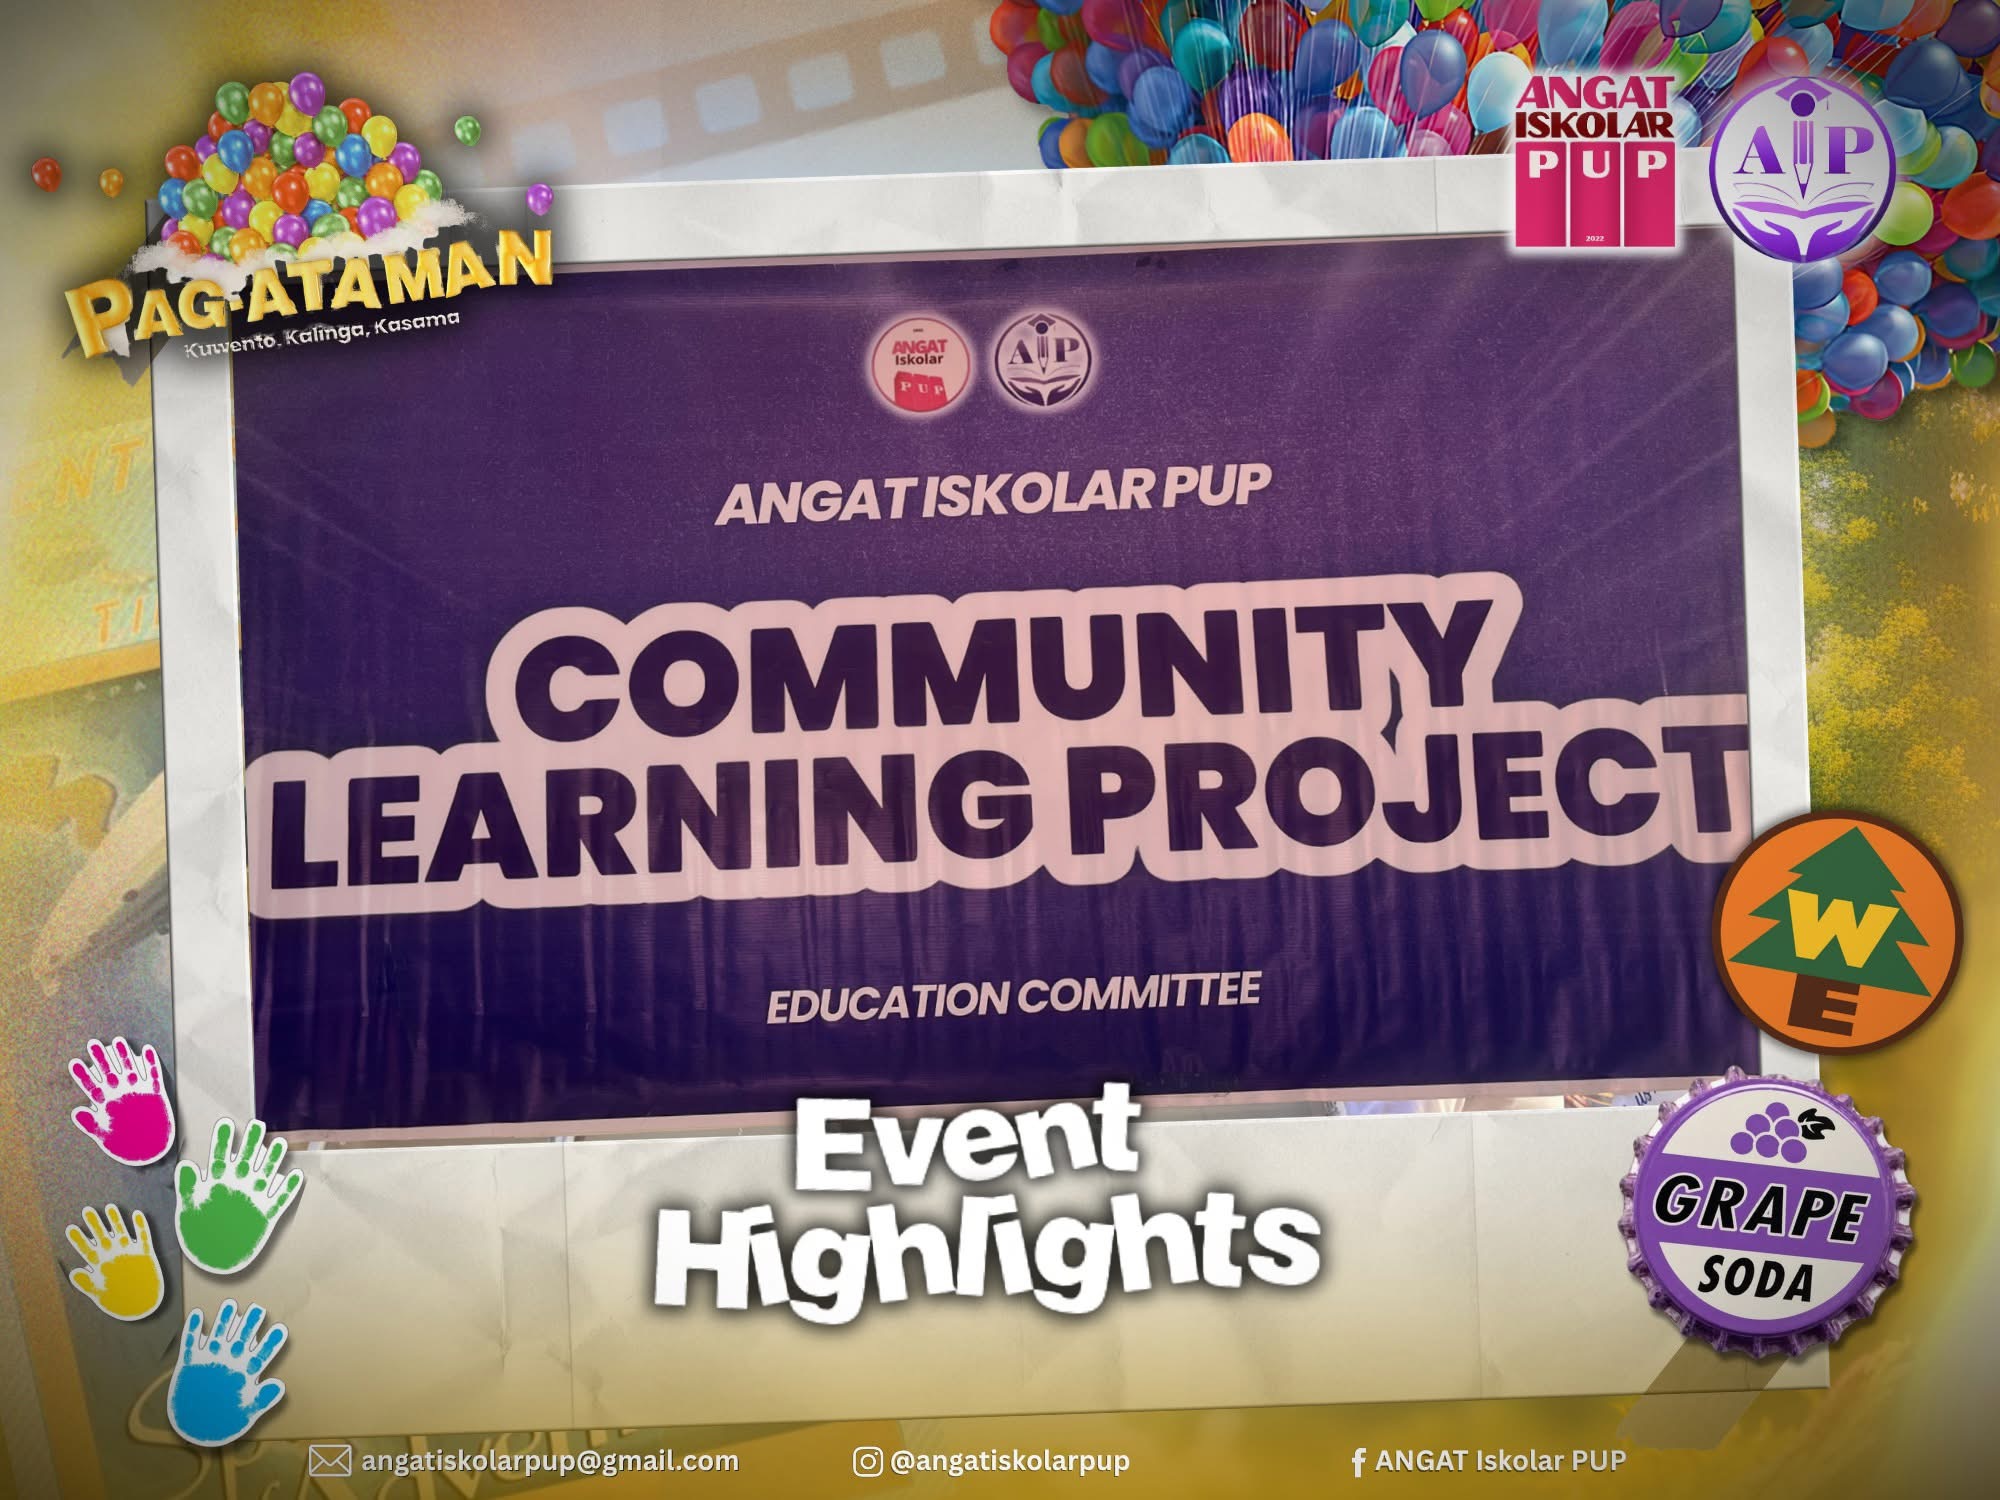 PAG-ATAMAN
Kuwento, Kalinga, Kasama
ANGAT
ISKOLAR
PUP
2022
AIP
ANGAT
Iskolar
PUP
AIP
ANGAT ISKOLAR PUP
COMMUNITY
LEARNING PROJECT
EDUCATION COMMITTEE
WE
Event
Highlights
GRAPE
SODA
angatiskolarpup@gmail.com
@angatiskolarpup
ANGAT Iskolar PUP